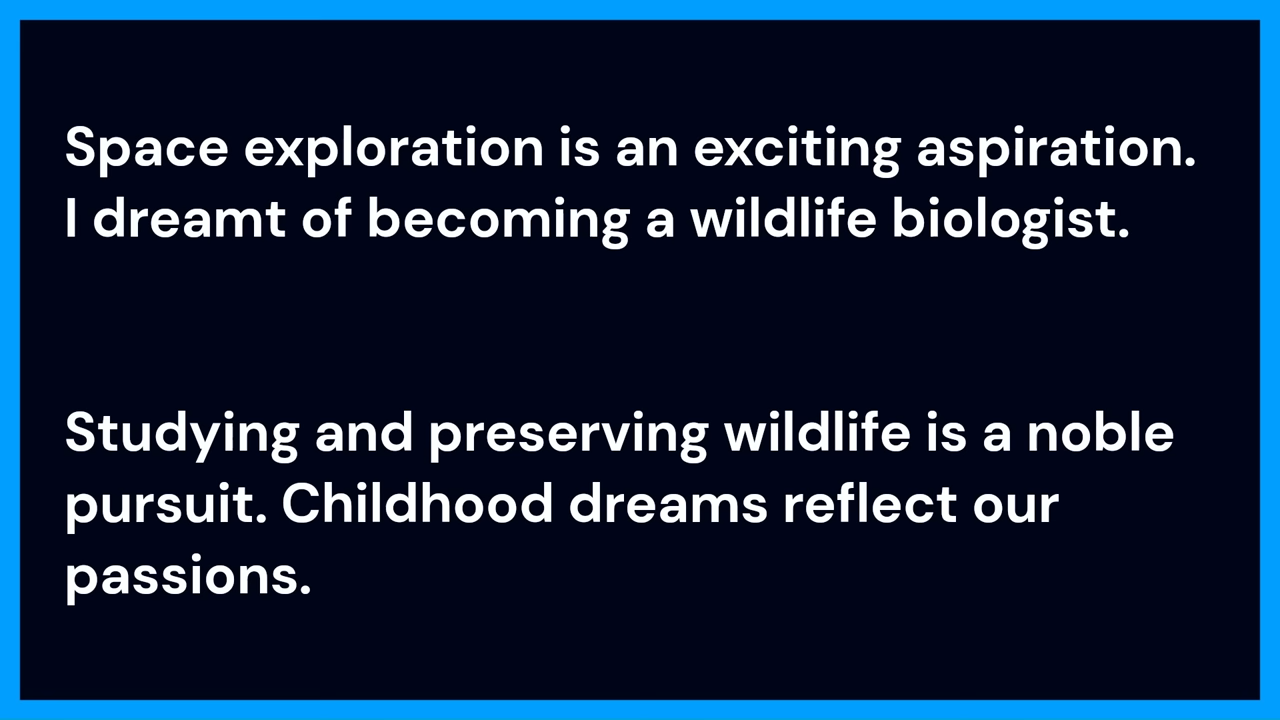 Space exploration is an exciting aspiration.
I dreamt of becoming a wildlife biologist.
Studying and preserving wildlife is a noble
pursuit. Childhood dreams reflect our
passions.